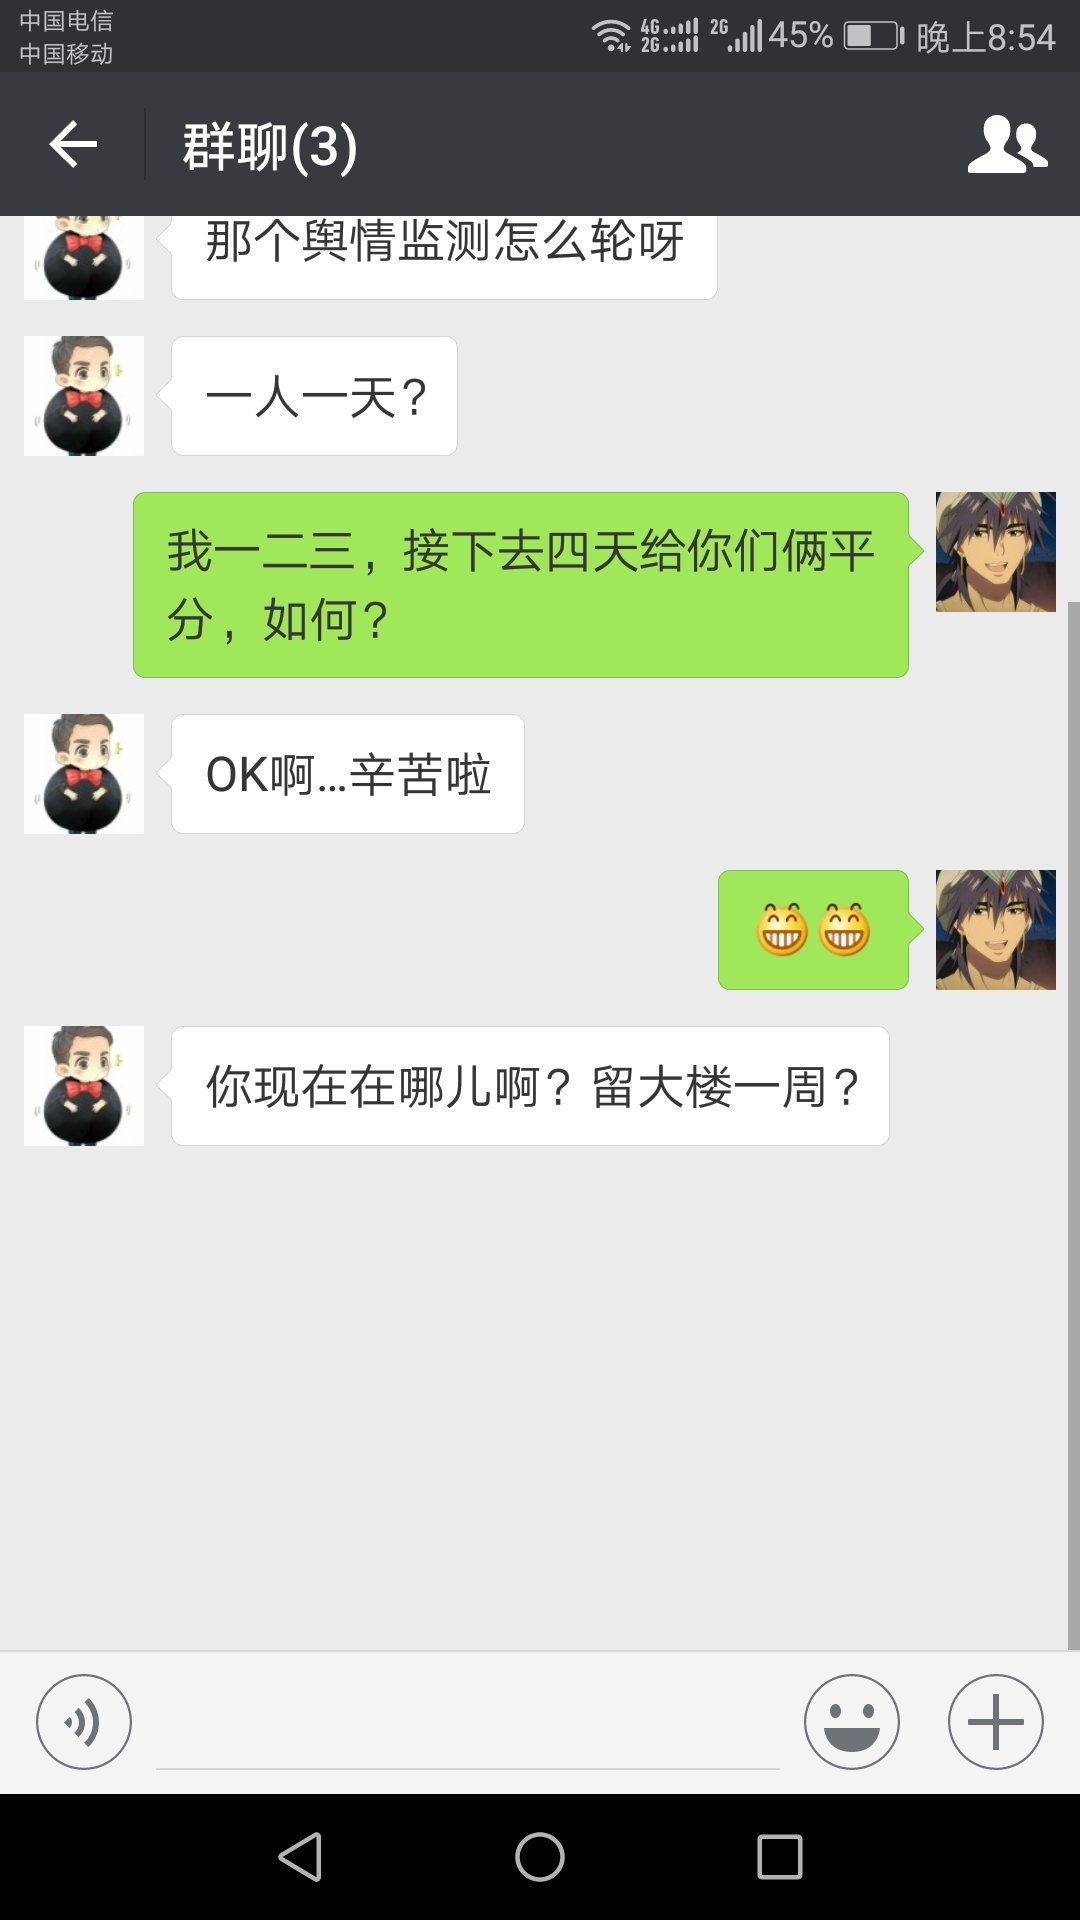 中国电信
中国移动
4G
2G
2G
45%
晚上8:54
群聊(3)
那个舆情监测怎么轮呀
一人一天？
我一二三，接下去四天给你们俩平
分，如何？
OK啊…辛苦啦
😁😁
你现在在哪儿啊？留大楼一周？